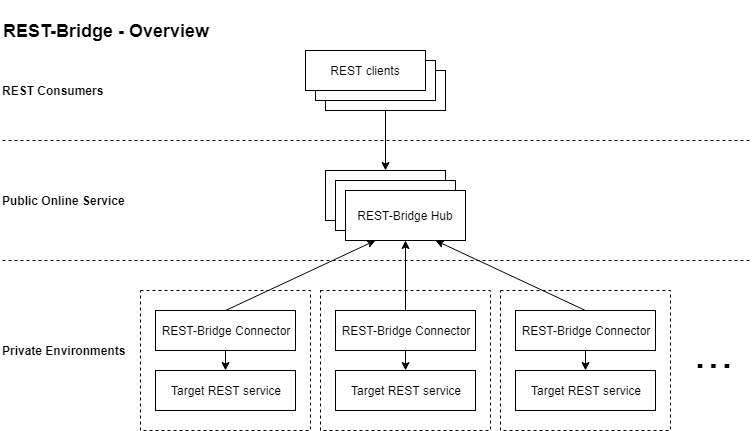 REST-Bridge - Overview
REST clients
REST Consumers
Public Online Service
REST-Bridge Hub
REST-Bridge Connector
REST-Bridge Connector
REST-Bridge Connector
Private Environments
...
Target REST service
Target REST service
Target REST service